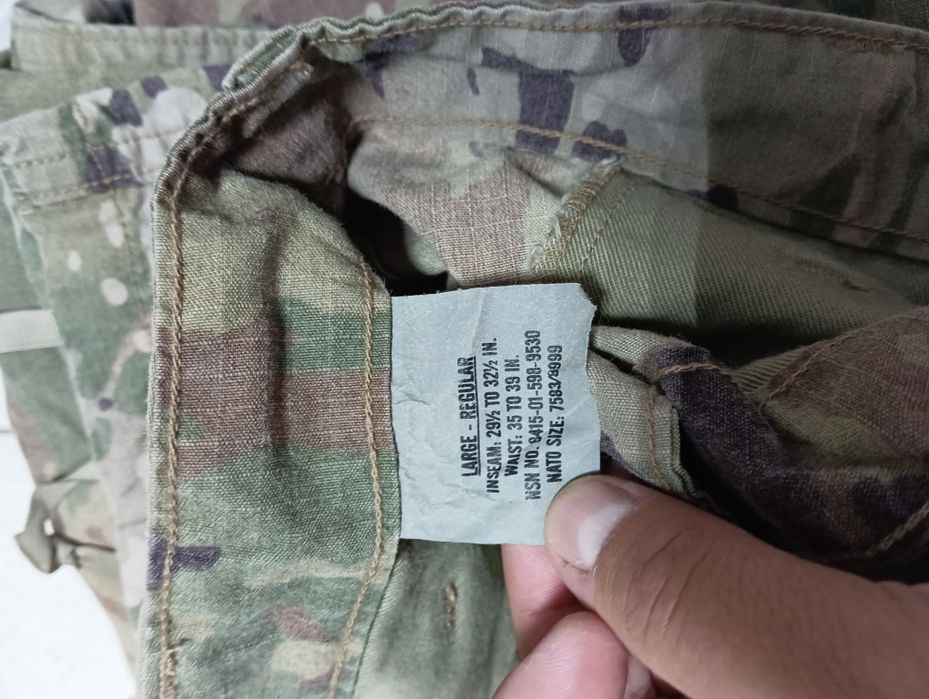 LARGE - REGULAR
INSEAM: 29½ TO 32½ IN.
WAIST: 35 TO 39 IN.
NSN NO. 8415-01-598-9530
NATO SIZE: 7583/8999